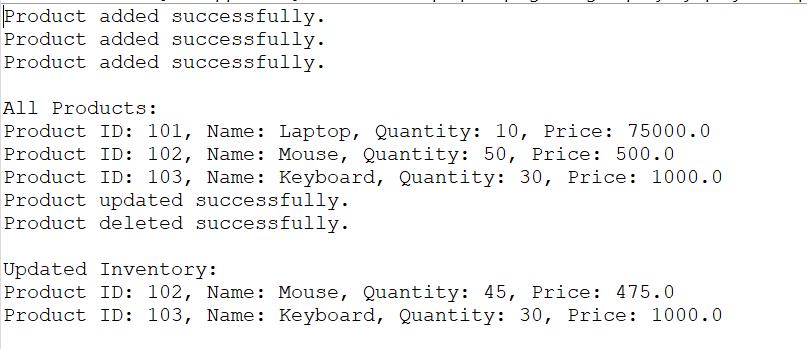 Product added successfully.
Product added successfully.
Product added successfully.

All Products:
Product ID: 101, Name: Laptop, Quantity: 10, Price: 75000.0
Product ID: 102, Name: Mouse, Quantity: 50, Price: 500.0
Product ID: 103, Name: Keyboard, Quantity: 30, Price: 1000.0
Product updated successfully.
Product deleted successfully.

Updated Inventory:
Product ID: 102, Name: Mouse, Quantity: 45, Price: 475.0
Product ID: 103, Name: Keyboard, Quantity: 30, Price: 1000.0